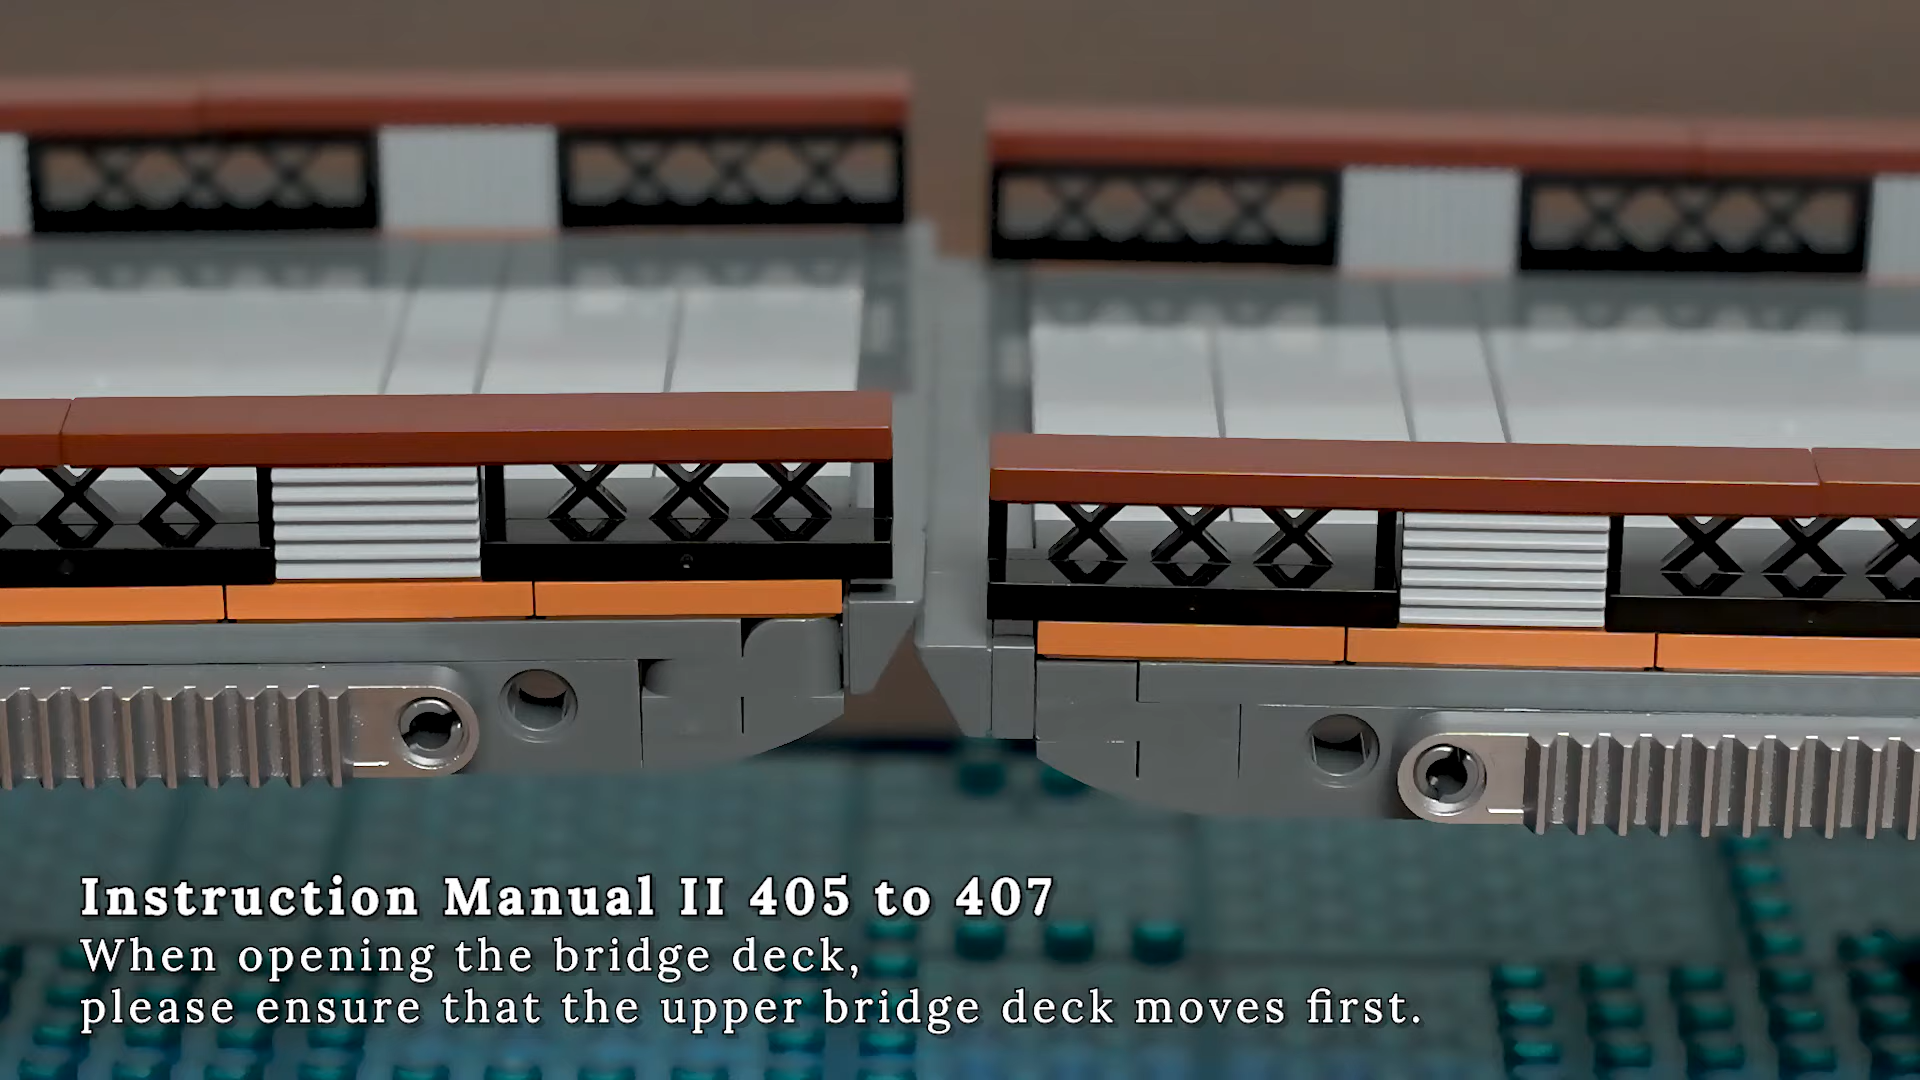 Instruction Manual II 405 to 407
When opening the bridge deck,
please ensure that the upper bridge deck moves first.